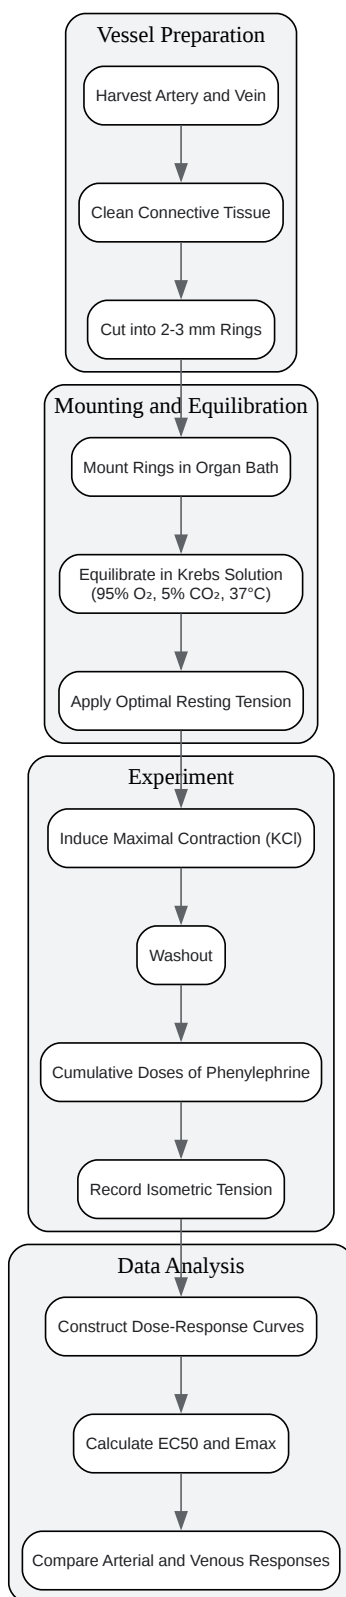 Vessel Preparation
Harvest Artery and Vein
Clean Connective Tissue
Cut into 2-3 mm Rings
Mounting and Equilibration
Mount Rings in Organ Bath
Equilibrate in Krebs Solution
(95% O₂, 5% CO₂, 37°C)
Apply Optimal Resting Tension
Experiment
Induce Maximal Contraction (KCl)
Washout
Cumulative Doses of Phenylephrine
Record Isometric Tension
Data Analysis
Construct Dose-Response Curves
Calculate EC50 and Emax
Compare Arterial and Venous Responses